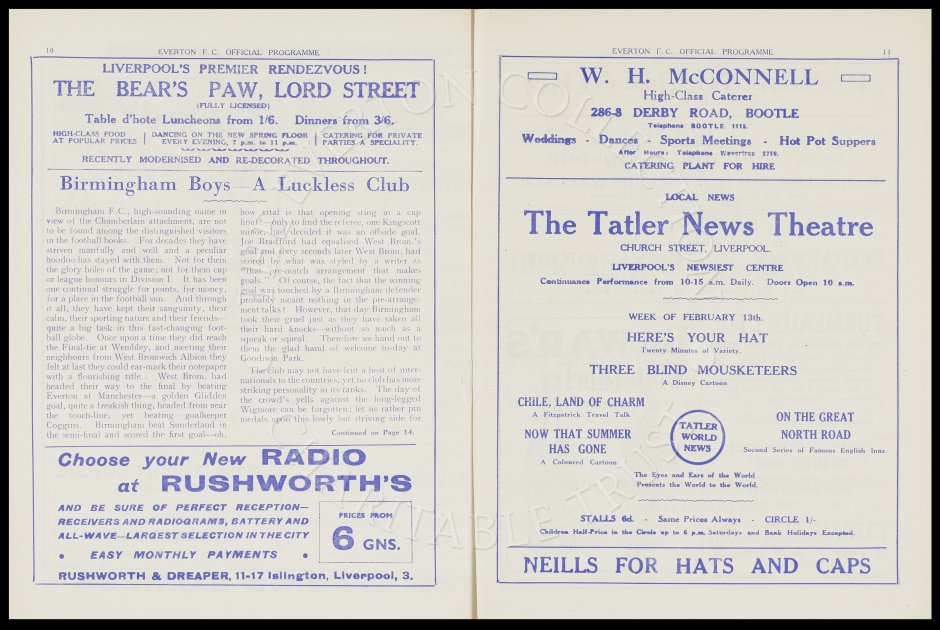 10
EVERTON F.C. OFFICIAL PROGRAMME
LIVERPOOL'S PREMIER RENDEZVOUS!
THE BEAR'S PAW, LORD STREET
(FULLY LICENSED)
Table d'hote Luncheons from 1/6. Dinners from 3/6.
HIGH-CLASS FOOD
AT POPULAR PRICES
DANCING ON THE NEW SPRING FLOOR
EVERY EVENING, 7 p.m. to 11 p.m.
CATERING FOR PRIVATE
PARTIES A SPECIALITY.
RECENTLY MODERNISED AND RE-DECORATED THROUGHOUT.
Birmingham Boys—A Luckless Club
Birmingham F.C., high-sounding name in
view of the Chamberlain attachment, are not
to be found among the distinguished visitors
in the football books. For decades they have
striven manfully and well and a peculiar
hoodoo has stayed with them. Not for them
the glory holes of the game; not for them cup
or league honours in Division I. It has been
one continual struggle for points, for money,
for a place in the football sun. And through
it all, they have kept their sanguinity, their
calm, their sporting nature and their friends—
quite a big task in this fast-changing foot-
ball globe. Once upon a time they did reach
the Final-tie at Wembley, and meeting their
neighbours from West Bromwich Albion they
felt at last they could ear-mark their notepaper
with a flourishing title. West Brom. had
headed their way to the final by beating
Everton at Manchester—a golden Glidden
goal, quite a freakish thing, headed from near
the touch-line, yet beating goalkeeper
Coggins. Birmingham beat Sunderland in
the semi-final and scored the first goal—oh,
how vital is that opening sting in a cup
final!—only to find the referee, one Kingscott
minor, had decided it was an offside goal.
Joe Bradford had equalised West Brom.'s
goal and sixty seconds later West Brom. had
scored by what was styled by a writer as
"that pre-match arrangement that makes
goals." Of course, the fact that the winning
goal was touched by a Birmingham defender
probably meant nothing in the pre-arrange-
ment talks! However, that day Birmingham
took their gruel just as they have taken all
their hard knocks—without so much as a
squeak or squeal. Therefore we hand out to
them the glad hand of welcome to-day at
Goodison Park.
The club may not have lent a host of inter-
nationals to the countries, yet no club has more
striking personality in its ranks. The day of
the crowd's yells against the long-legged
Wigmore can be forgotten; let us rather pin
medals upon this lowly but striving side for
Continued on Page 14.
Choose your New RADIO
at RUSHWORTH'S
AND BE SURE OF PERFECT RECEPTION—
RECEIVERS AND RADIOGRAMS, BATTERY AND
ALL-WAVE—LARGEST SELECTION IN THE CITY
• EASY MONTHLY PAYMENTS •
PRICES FROM
6 GNS.
RUSHWORTH & DREAPER, 11-17 Islington, Liverpool, 3.
EVERTON F.C. OFFICIAL PROGRAMME
11
W. H. McCONNELL
High-Class Caterer
286-8 DERBY ROAD, BOOTLE
Telephone BOOTLE 1115.
Weddings - Dances - Sports Meetings - Hot Pot Suppers
After Hours: Telephone Wavertree 1719.
CATERING PLANT FOR HIRE
LOCAL NEWS
The Tatler News Theatre
CHURCH STREET, LIVERPOOL.
LIVERPOOL'S NEWSIEST CENTRE
Continuance Performance from 10-15 a.m. Daily. Doors Open 10 a.m.
WEEK OF FEBRUARY 13th.
HERE'S YOUR HAT
Twenty Minutes of Variety.
THREE BLIND MOUSKETEERS
A Disney Cartoon
CHILE, LAND OF CHARM
A Fitzpatrick Travel Talk
NOW THAT SUMMER
HAS GONE
A Coloured Cartoon
TATLER
WORLD
NEWS
ON THE GREAT
NORTH ROAD
Second Series of Famous English Inns.
The Eyes and Ears of the World
Presents the World to the World.
STALLS 6d. - Same Prices Always - CIRCLE 1/-
Children Half-Price in the Circle up to 6 p.m. Saturdays and Bank Holidays Excepted.
NEILLS FOR HATS AND CAPS